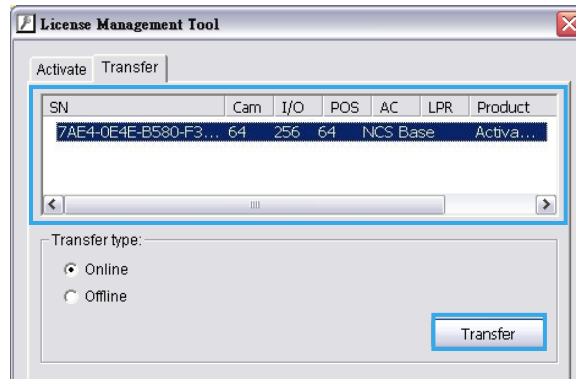 License Management Tool
Activate Transfer
SN Cam I/O POS AC LPR Product
7AE4-0E4E-B580-F3... 64 256 64 NCS Base Activa...
Transfer type:
Online
Offline
Transfer